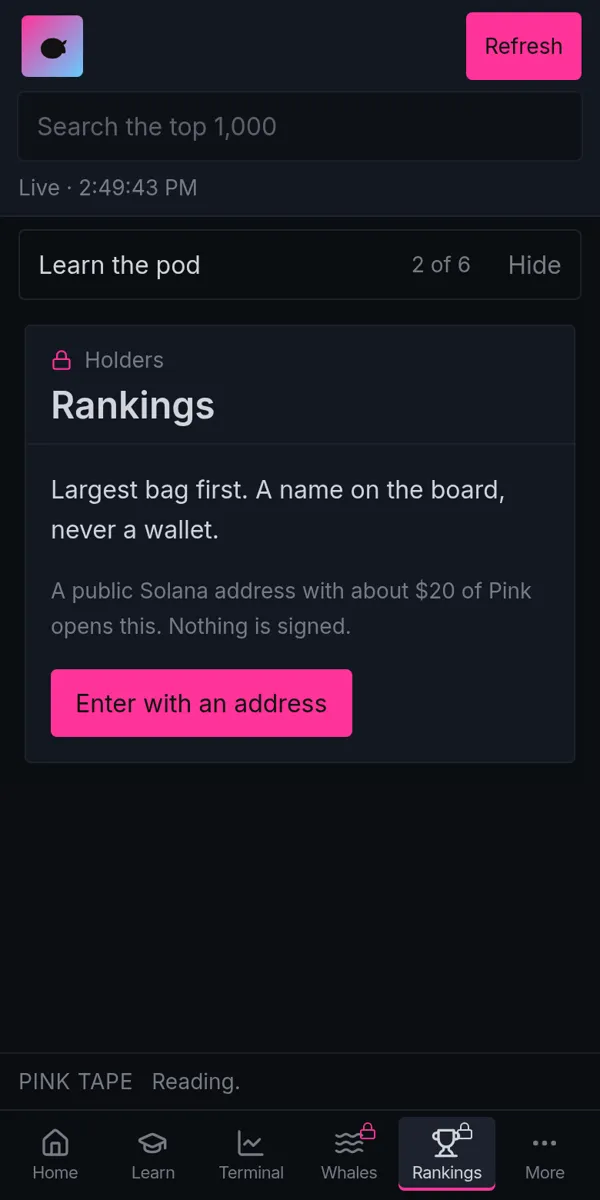 Refresh
Search the top 1,000
Live · 2:49:43 PM
Learn the pod 2 of 6 Hide
Holders
Rankings
Largest bag first. A name on the board,
never a wallet.
A public Solana address with about $20 of Pink
opens this. Nothing is signed.
Enter with an address
PINK TAPE Reading.
Home Learn Terminal Whales Rankings More